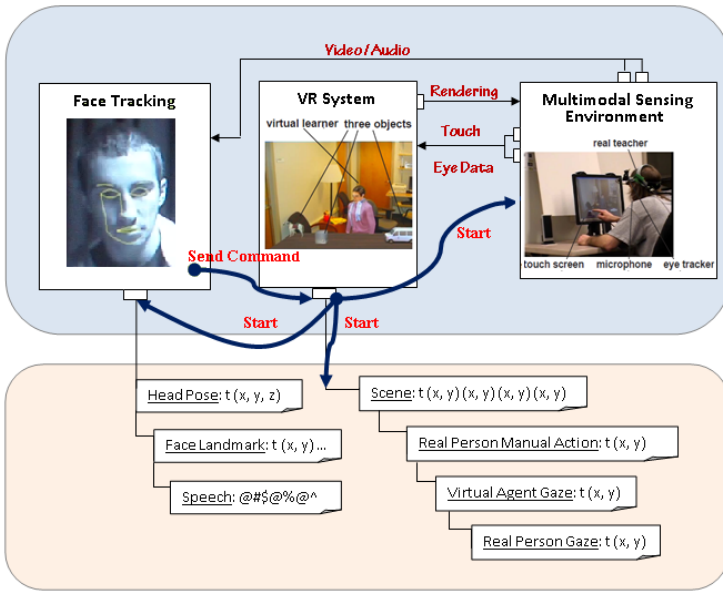 Video/Audio
Face Tracking
VR System
virtual learner three objects
Rendering
Touch
Eye Data
Multimodal Sensing
Environment
real teacher
touch screen microphone eye tracker
Send Command
Start
Start
Start
Head Pose: t (x, y, z)
Face Landmark: t (x, y) ...
Speech: @#$@%@^
Scene: t (x, y) (x, y) (x, y) (x, y)
Real Person Manual Action: t (x, y)
Virtual Agent Gaze: t (x, y)
Real Person Gaze: t (x, y)